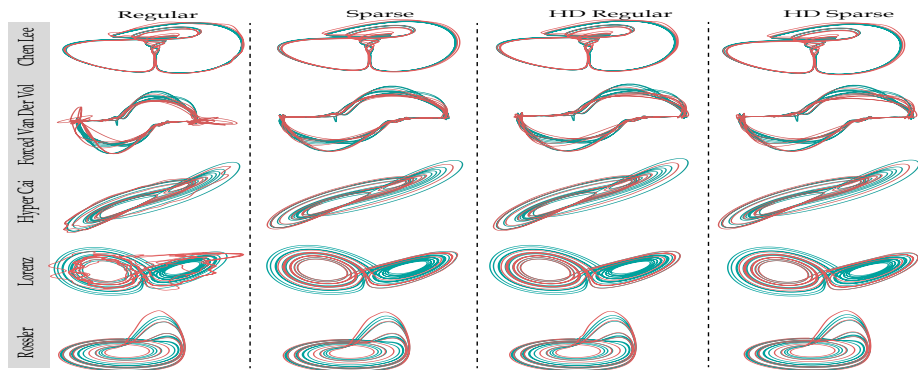 Regular Sparse HD Regular HD Sparse
Chen Lee
Forced Van Der Vol
Hyper Cai
Lorenz
Rossler